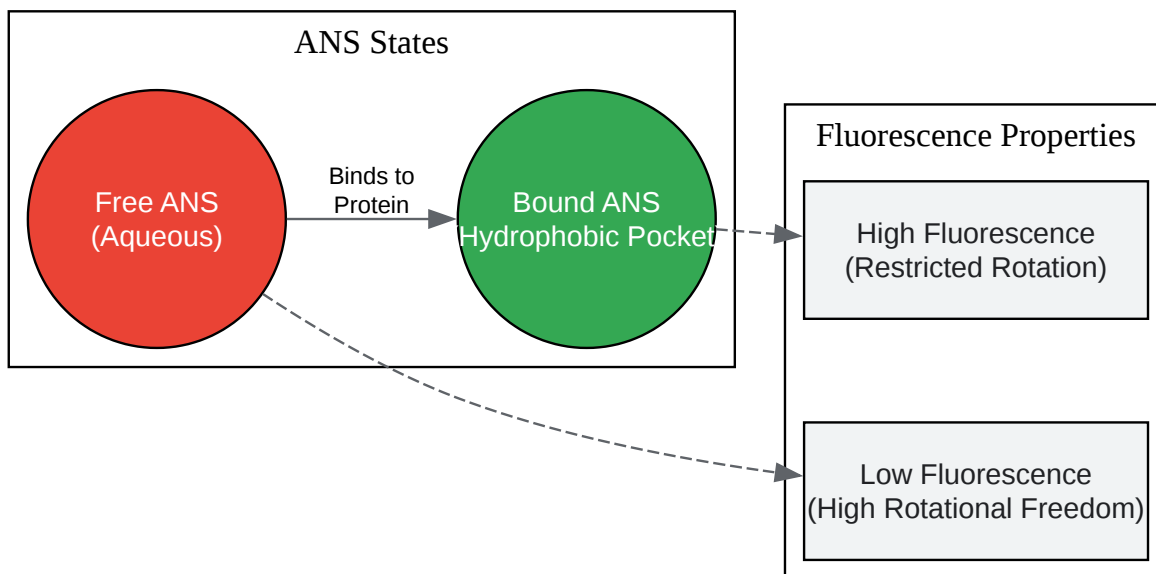 ANS States
Free ANS
(Aqueous)
Binds to
Protein
Bound ANS
Hydrophobic Pocket
Fluorescence Properties
High Fluorescence
(Restricted Rotation)
Low Fluorescence
(High Rotational Freedom)